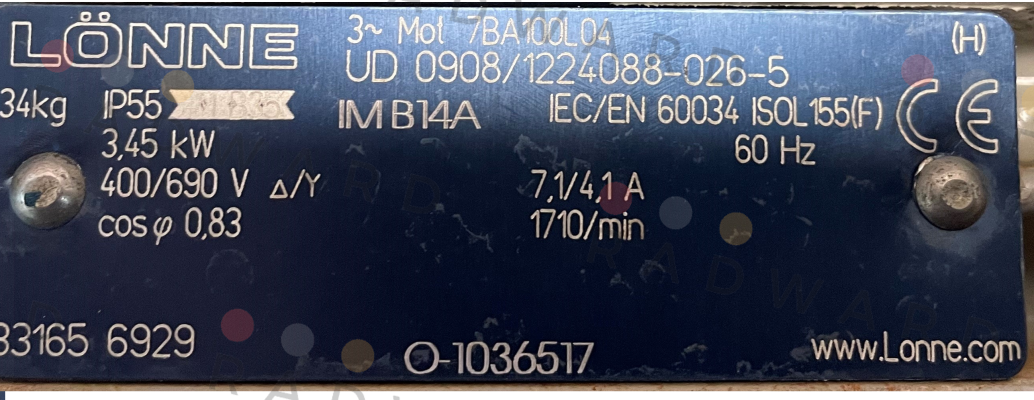 LÖNNE
3~ Mot 7BA100L04
(H)
UD 0908/1224088-026-5
34kg IP55 IM B14A IEC/EN 60034 ISOL155(F) CE
3,45 kW 60 Hz
400/690 V Δ/Y 7,1/4,1 A
cosφ 0,83 1710/min
33165 6929
O-1036517
www.Lonne.com